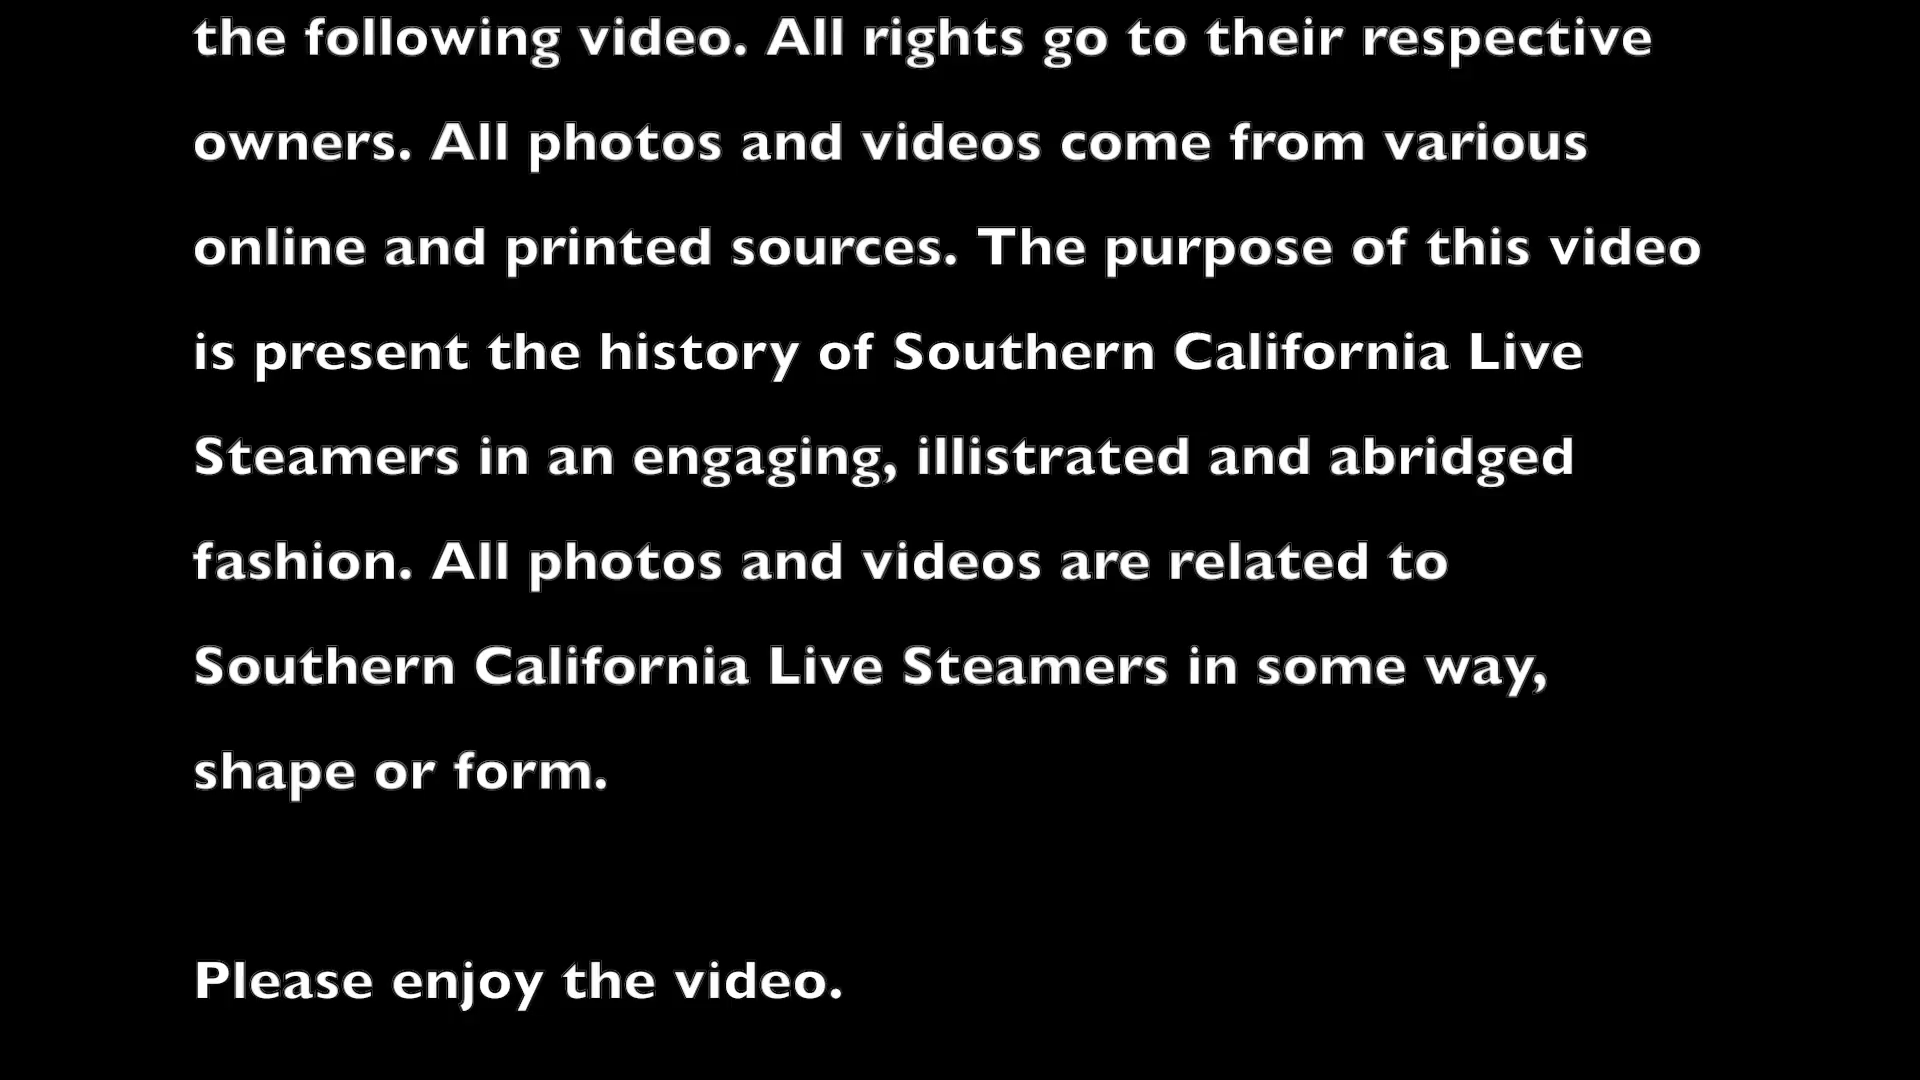 the following video. All rights go to their respective
owners. All photos and videos come from various
online and printed sources. The purpose of this video
is present the history of Southern California Live
Steamers in an engaging, illistrated and abridged
fashion. All photos and videos are related to
Southern California Live Steamers in some way,
shape or form.
Please enjoy the video.